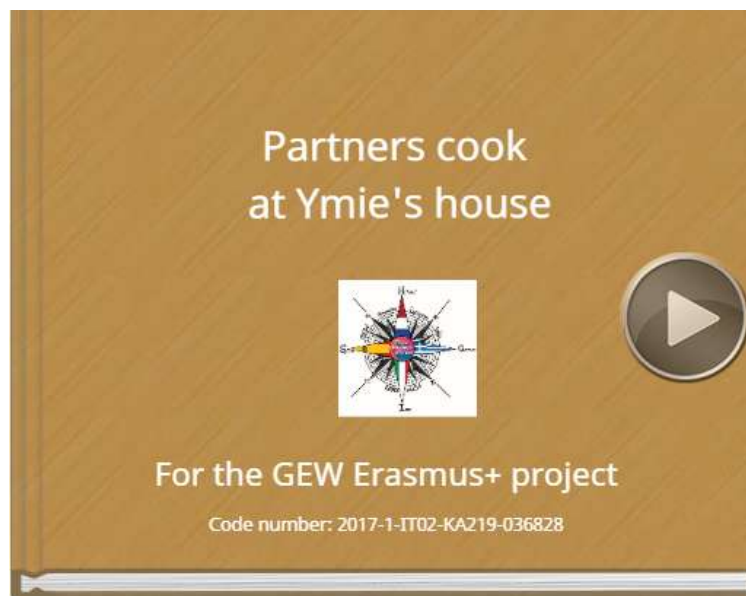 Partners cook
at Ymie's house
For the GEW Erasmus+ project
Code number: 2017-1-IT02-KA219-036828